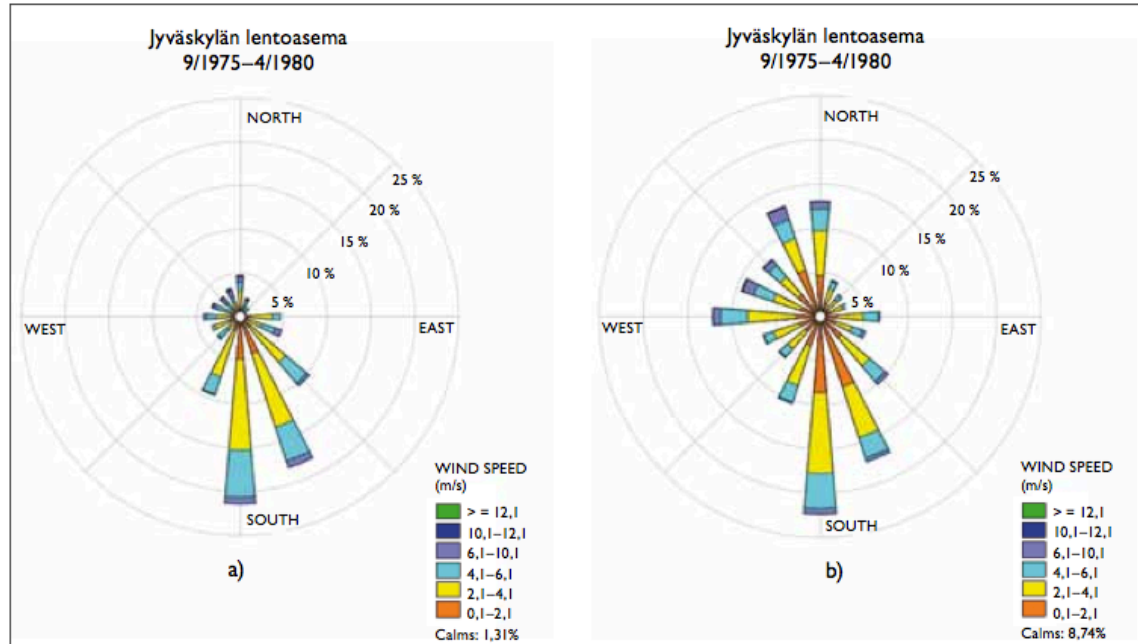 Jyväskylän lentoasema
9/1975–4/1980
NORTH
25 %
20 %
15 %
10 %
5 %
WEST
EAST
SOUTH
WIND SPEED
(m/s)
> = 12,1
10,1–12,1
6,1–10,1
4,1–6,1
2,1–4,1
0,1–2,1
Calms: 1,31%
a)
Jyväskylän lentoasema
9/1975–4/1980
NORTH
25 %
20 %
15 %
10 %
5 %
WEST
EAST
SOUTH
WIND SPEED
(m/s)
> = 12,1
10,1–12,1
6,1–10,1
4,1–6,1
2,1–4,1
0,1–2,1
Calms: 8,74%
b)